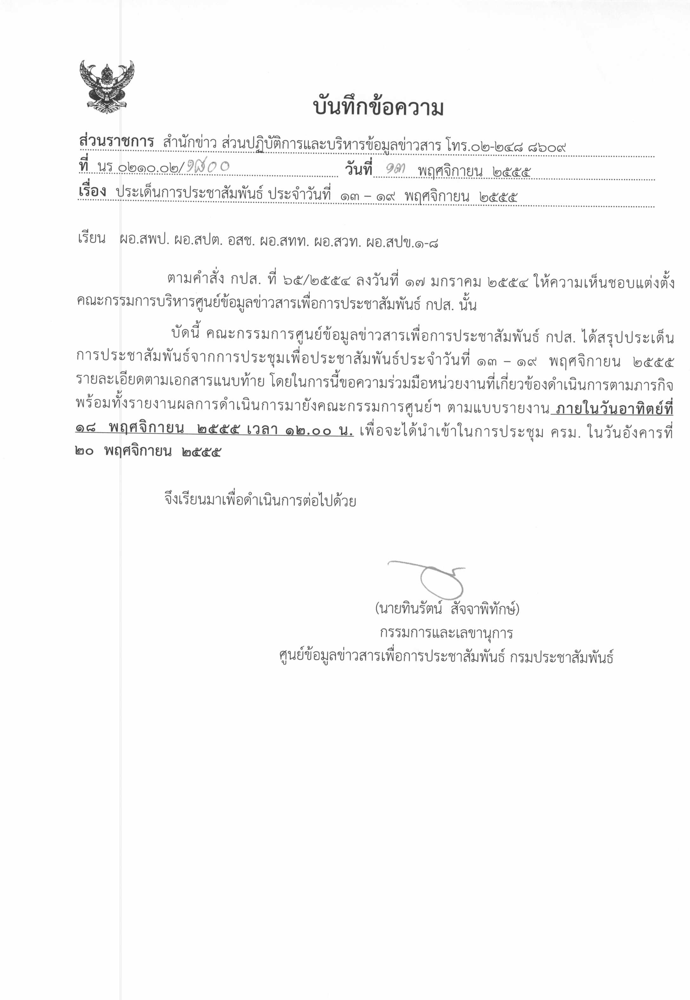 บันทึกข้อความ
ส่วนราชการ สำนักข่าว ส่วนปฏิบัติการและบริหารข้อมูลข่าวสาร โทร.๐๒-๒๔๘ ๘๖๐๙
ที่ นร ๐๒๑๐.๐๒/ วันที่ ๑๓ พฤศจิกายน ๒๕๕๕
เรื่อง ประเด็นการประชาสัมพันธ์ ประจำวันที่ ๑๓ – ๑๙ พฤศจิกายน ๒๕๕๕
เรียน ผอ.สพป. ผอ.สปต. อสช. ผอ.สทท. ผอ.สวท. ผอ.สปข.๑-๘
ตามคำสั่ง กปส. ที่ ๖๕/๒๕๕๔ ลงวันที่ ๑๗ มกราคม ๒๕๕๔ ให้ความเห็นชอบแต่งตั้ง
คณะกรรมการบริหารศูนย์ข้อมูลข่าวสารเพื่อการประชาสัมพันธ์ กปส. นั้น
บัดนี้ คณะกรรมการศูนย์ข้อมูลข่าวสารเพื่อการประชาสัมพันธ์ กปส. ได้สรุปประเด็น
การประชาสัมพันธ์จากการประชุมเพื่อประชาสัมพันธ์ประจำวันที่ ๑๓ – ๑๙ พฤศจิกายน ๒๕๕๕
รายละเอียดตามเอกสารแนบท้าย โดยในการนี้ขอความร่วมมือหน่วยงานที่เกี่ยวข้องดำเนินการตามภารกิจ
พร้อมทั้งรายงานผลการดำเนินการมายังคณะกรรมการศูนย์ฯ ตามแบบรายงาน ภายในวันอาทิตย์ที่
๑๘ พฤศจิกายน ๒๕๕๕ เวลา ๑๒.๐๐ น. เพื่อจะได้นำเข้าในการประชุม ครม. ในวันอังคารที่
๒๐ พฤศจิกายน ๒๕๕๕
จึงเรียนมาเพื่อดำเนินการต่อไปด้วย
(นายทินรัตน์ สัจจาพิทักษ์)
กรรมการและเลขานุการ
ศูนย์ข้อมูลข่าวสารเพื่อการประชาสัมพันธ์ กรมประชาสัมพันธ์